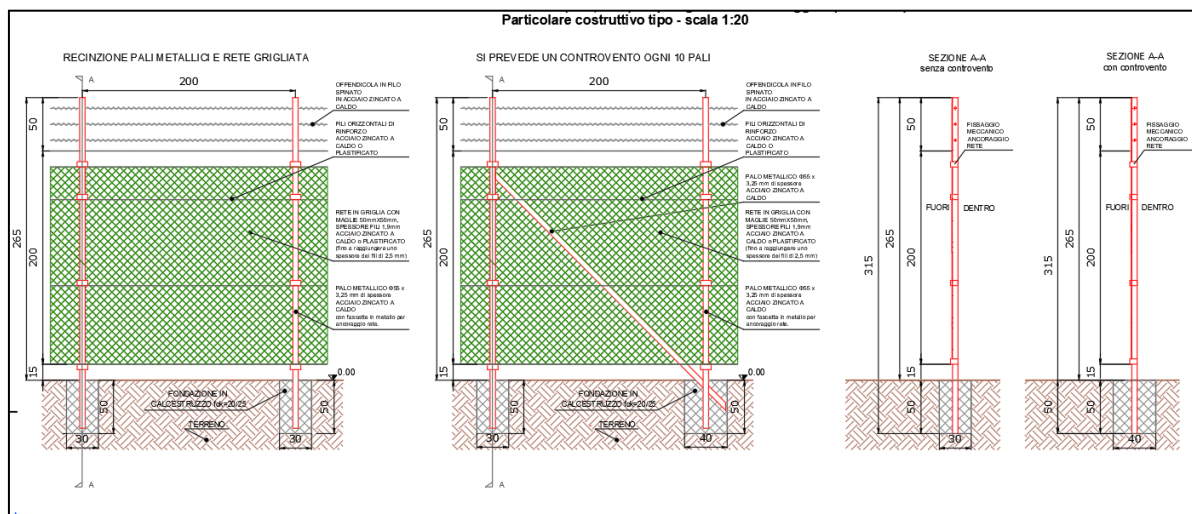 Particolare costruttivo tipo - scala 1:20
RECINZIONE PALI METALLICI E RETE GRIGLIATA
A
200
OFFENDICOLA IN FILO
SPINATO
IN ACCIAIO ZINCATO A
CALDO
FILI ORIZZONTALI DI
RINFORZO
ACCIAIO ZINCATO A
CALDO O
PLASTIFICATO
RETE IN GRIGLIA CON
MAGLIE 50mmX50mm,
SPESSORE FILI 1,9mm
ACCIAIO ZINCATO A
CALDO o PLASTIFICATO
(fino a raggiungere uno
spessore dei fili di 2,5 mm)
PALO METALLICO Φ55 x
3,25 mm di spessore
ACCIAIO ZINCATO A
CALDO
con fascetta in metallo per
ancoraggio rete.
50
265
200
15
0.00
FONDAZIONE IN
CALCESTRUZZO fck=20/25
TERRENO
50
50
30
30
A
SI PREVEDE UN CONTROVENTO OGNI 10 PALI
A
200
OFFENDICOLA IN FILO
SPINATO
IN ACCIAIO ZINCATO A
CALDO
FILI ORIZZONTALI DI
RINFORZO
ACCIAIO ZINCATO A
CALDO O
PLASTIFICATO
PALO METALLICO Φ55 x
3,25 mm di spessore
ACCIAIO ZINCATO A
CALDO
RETE IN GRIGLIA CON
MAGLIE 50mmX50mm,
SPESSORE FILI 1,9mm
ACCIAIO ZINCATO A
CALDO o PLASTIFICATO
(fino a raggiungere uno
spessore dei fili di 2,5 mm)
PALO METALLICO Φ55 x
3,25 mm di spessore
ACCIAIO ZINCATO A
CALDO
con fascetta in metallo per
ancoraggio rete.
50
265
200
15
0.00
FONDAZIONE IN
CALCESTRUZZO fck=20/25
TERRENO
50
50
30
40
A
SEZIONE A-A
senza controvento
50
FISSAGGIO
MECCANICO
ANCORAGGIO
RETE
FUORI
DENTRO
315
265
200
15
50
30
SEZIONE A-A
con controvento
50
FISSAGGIO
MECCANICO
ANCORAGGIO
RETE
FUORI
DENTRO
315
265
200
15
50
50
40